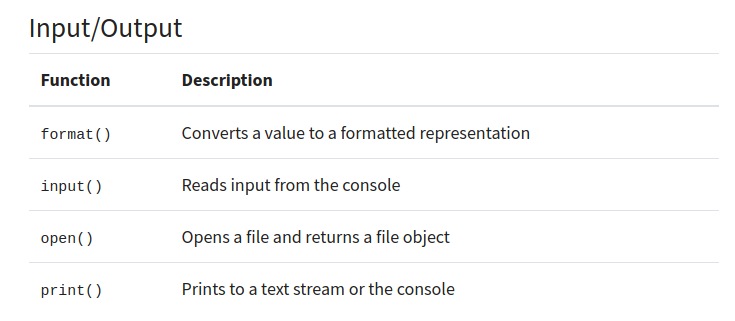 Input/Output
Function Description
format() Converts a value to a formatted representation
input() Reads input from the console
open() Opens a file and returns a file object
print() Prints to a text stream or the console